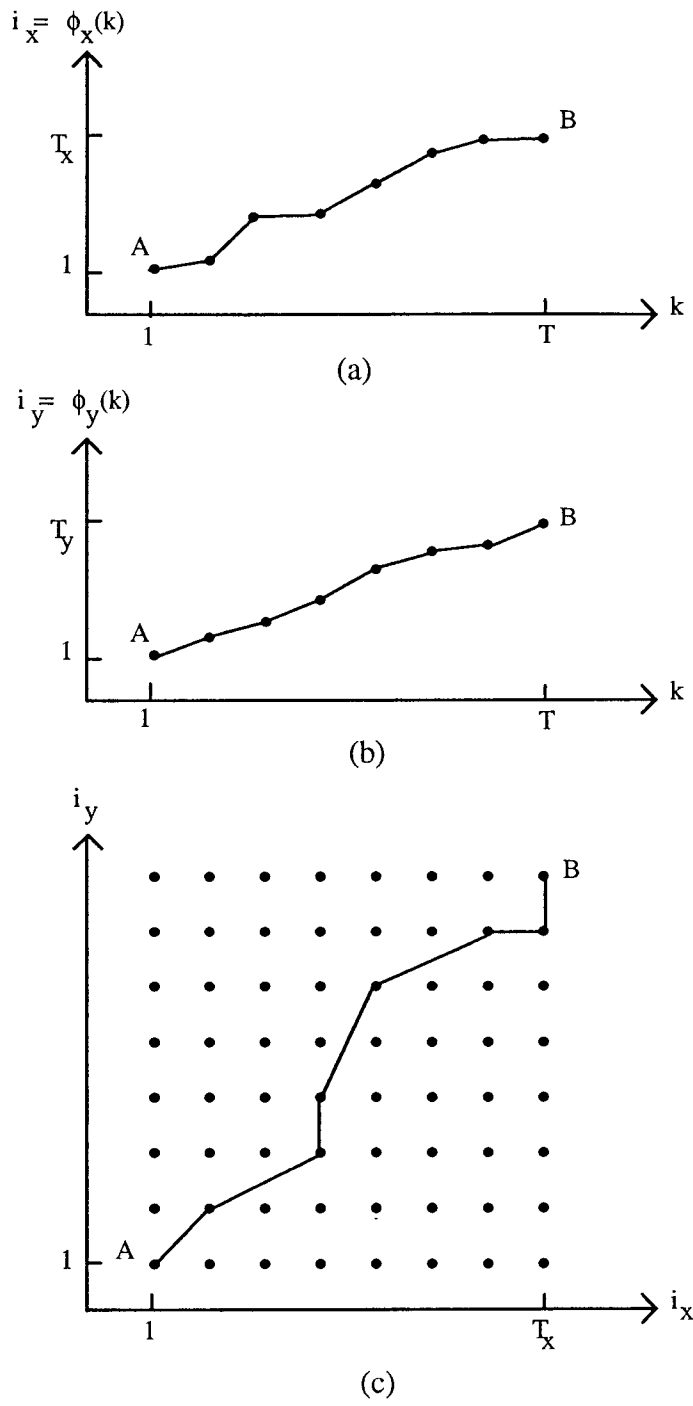 i_x = ϕ_x(k)
T_x
B
A
1
1
T
k
(a)
i_y = ϕ_y(k)
T_y
B
A
1
1
T
k
(b)
i_y
B
A
1
1
T_x
i_x
(c)